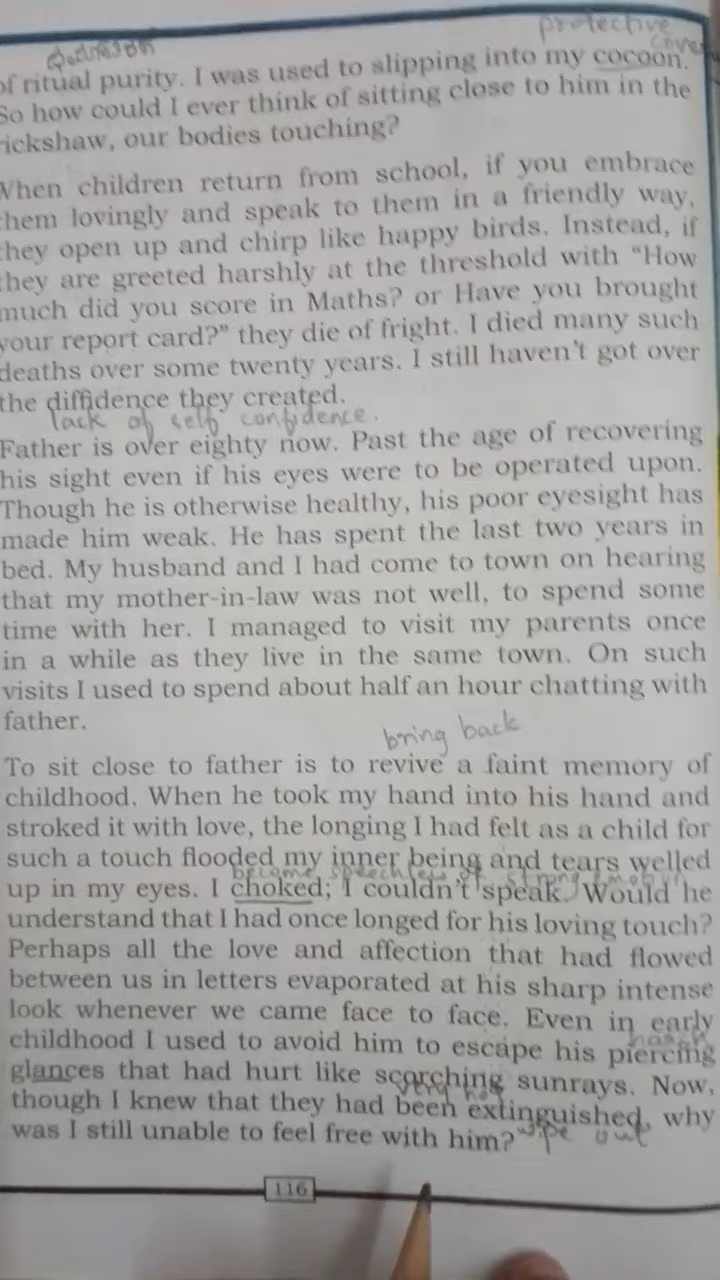 protective
cover
of ritual purity. I was used to slipping into my cocoon.
So how could I ever think of sitting close to him in the
rickshaw, our bodies touching?
When children return from school, if you embrace
them lovingly and speak to them in a friendly way,
they open up and chirp like happy birds. Instead, if
they are greeted harshly at the threshold with "How
much did you score in Maths? or Have you brought
your report card?" they die of fright. I died many such
deaths over some twenty years. I still haven't got over
the diffidence they created.
lack of self confidence.
Father is over eighty now. Past the age of recovering
his sight even if his eyes were to be operated upon.
Though he is otherwise healthy, his poor eyesight has
made him weak. He has spent the last two years in
bed. My husband and I had come to town on hearing
that my mother-in-law was not well, to spend some
time with her. I managed to visit my parents once
in a while as they live in the same town. On such
visits I used to spend about half an hour chatting with
father.
bring back
To sit close to father is to revive a faint memory of
childhood. When he took my hand into his hand and
stroked it with love, the longing I had felt as a child for
such a touch flooded my inner being and tears welled
become speechless of strong emotion
up in my eyes. I choked; I couldn't speak. Would he
understand that I had once longed for his loving touch?
Perhaps all the love and affection that had flowed
between us in letters evaporated at his sharp intense
look whenever we came face to face. Even in early
childhood I used to avoid him to escape his piercing
harsh
glances that had hurt like scorching sunrays. Now,
very hot
though I knew that they had been extinguished, why
was I still unable to feel free with him?
wipe out
116